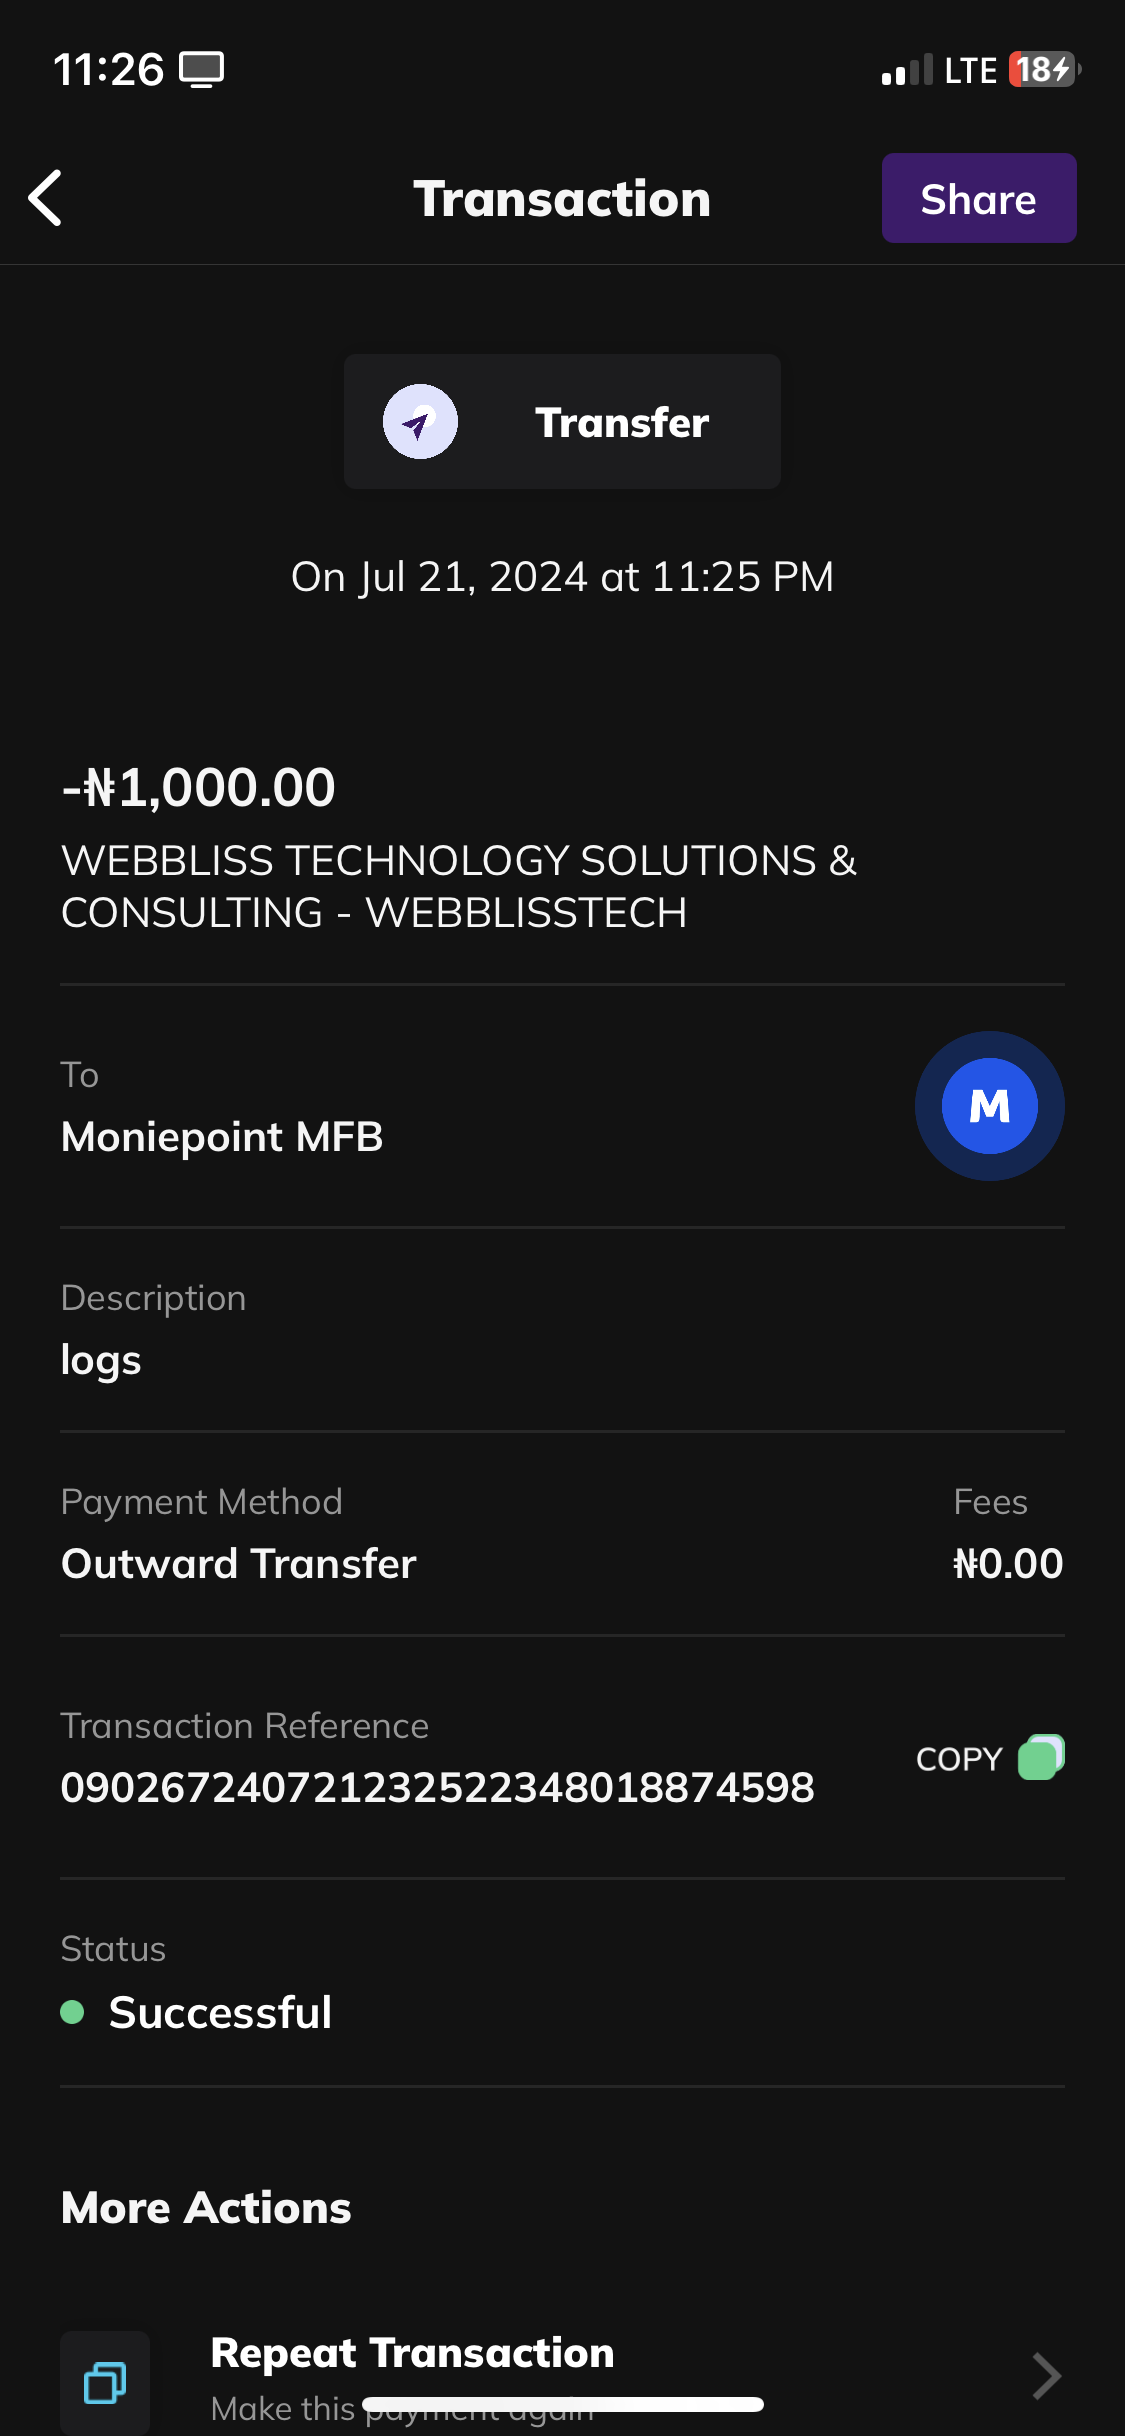 11:26
LTE 18
Transaction
Share
Transfer
On Jul 21, 2024 at 11:25 PM
-₦1,000.00
WEBBLISS TECHNOLOGY SOLUTIONS &
CONSULTING - WEBBLISSTECH
To
Moniepoint MFB
M
Description
logs
Payment Method
Fees
Outward Transfer
₦0.00
Transaction Reference
090267240721232522348018874598
COPY
Status
Successful
More Actions
Repeat Transaction
Make this payment again